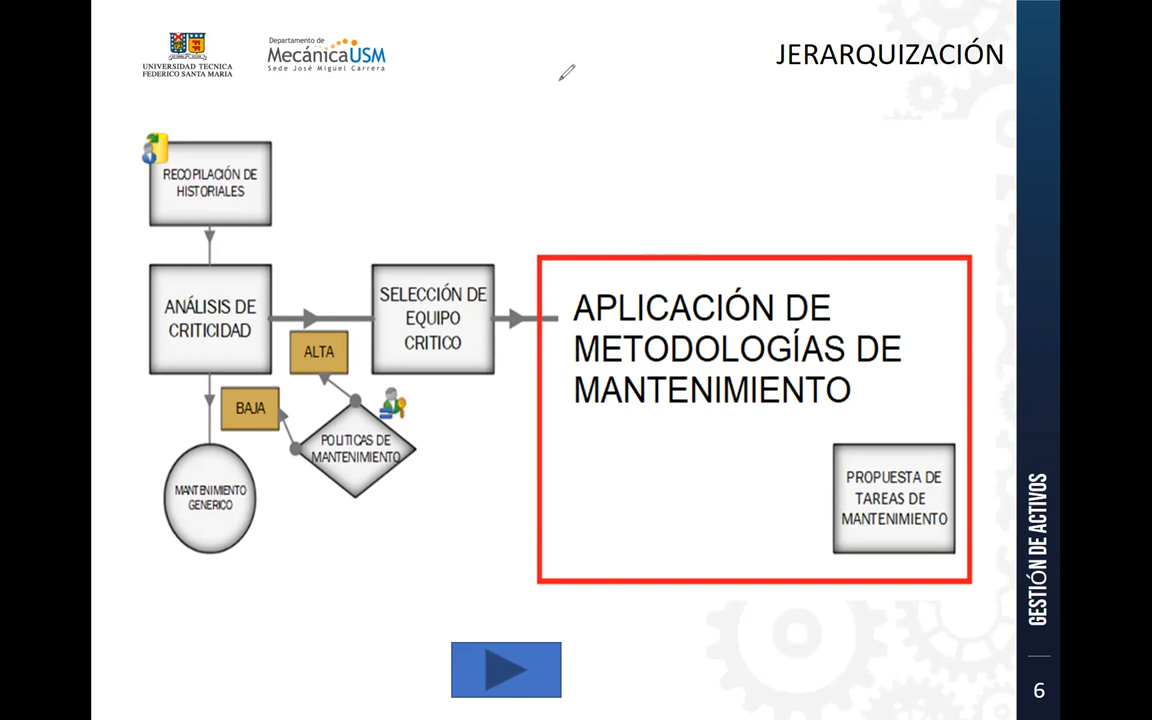 UNIVERSIDAD TECNICA
FEDERICO SANTA MARIA
Departamento de
MecánicaUSM
Sede José Miguel Carrera
JERARQUIZACIÓN
RECOPILACIÓN DE
HISTORIALES
ANÁLISIS DE
CRITICIDAD
SELECCIÓN DE
EQUIPO
CRITICO
ALTA
BAJA
POLITICAS DE
MANTENIMIENTO
MANTENIMIENTO
GENERICO
APLICACIÓN DE
METODOLOGÍAS DE
MANTENIMIENTO
PROPUESTA DE
TAREAS DE
MANTENIMIENTO
GESTIÓN DE ACTIVOS
6